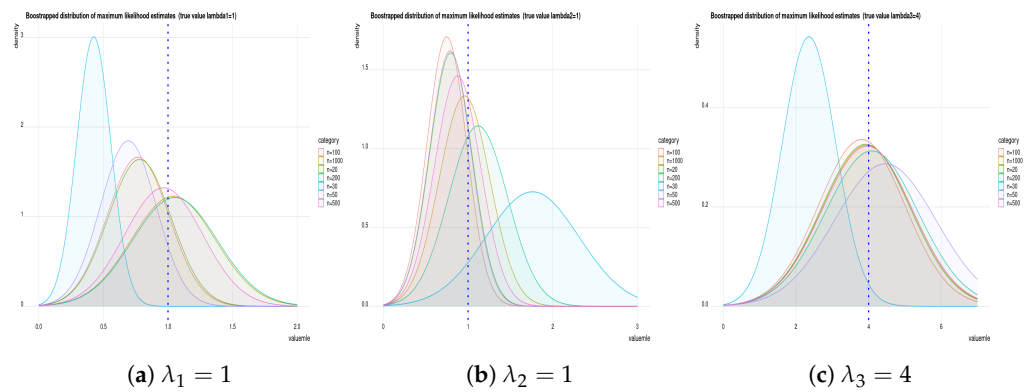 Boostrapped distribution of maximum likelihood estimates (true value lambda1=1)
density
3
2
1
0
0.0
0.5
1.0
1.5
2.0
valuemle
category
n=100
n=1000
n=20
n=200
n=30
n=50
n=500
(a) λ1 = 1
Boostrapped distribution of maximum likelihood estimates (true value lambda2=1)
density
1.5
1.0
0.5
0.0
0
1
2
3
valuemle
category
n=100
n=1000
n=20
n=200
n=30
n=50
n=500
(b) λ2 = 1
Boostrapped distribution of maximum likelihood estimates (true value lambda3=4)
density
0.4
0.2
0.0
0
2
4
6
valuemle
category
n=100
n=1000
n=20
n=200
n=30
n=50
n=500
(c) λ3 = 4